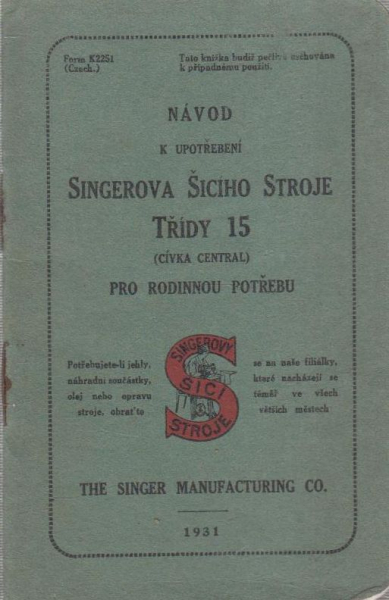 Form K2251
(Czech.)
Tato knížka budiž pečlivě uschována
k případnému použití.
NÁVOD
K UPOTŘEBENÍ
SINGEROVA ŠICÍHO STROJE
TŘÍDY 15
(CÍVKA CENTRAL)
PRO RODINNOU POTŘEBU
Potřebujete-li jehly,
náhradní součástky,
olej nebo opravu
stroje, obraťte
SINGEROVY
ŠICÍ
STROJE
se na naše filiálky,
které nacházejí se
téměř ve všech
větších městech
THE SINGER MANUFACTURING CO.
1931